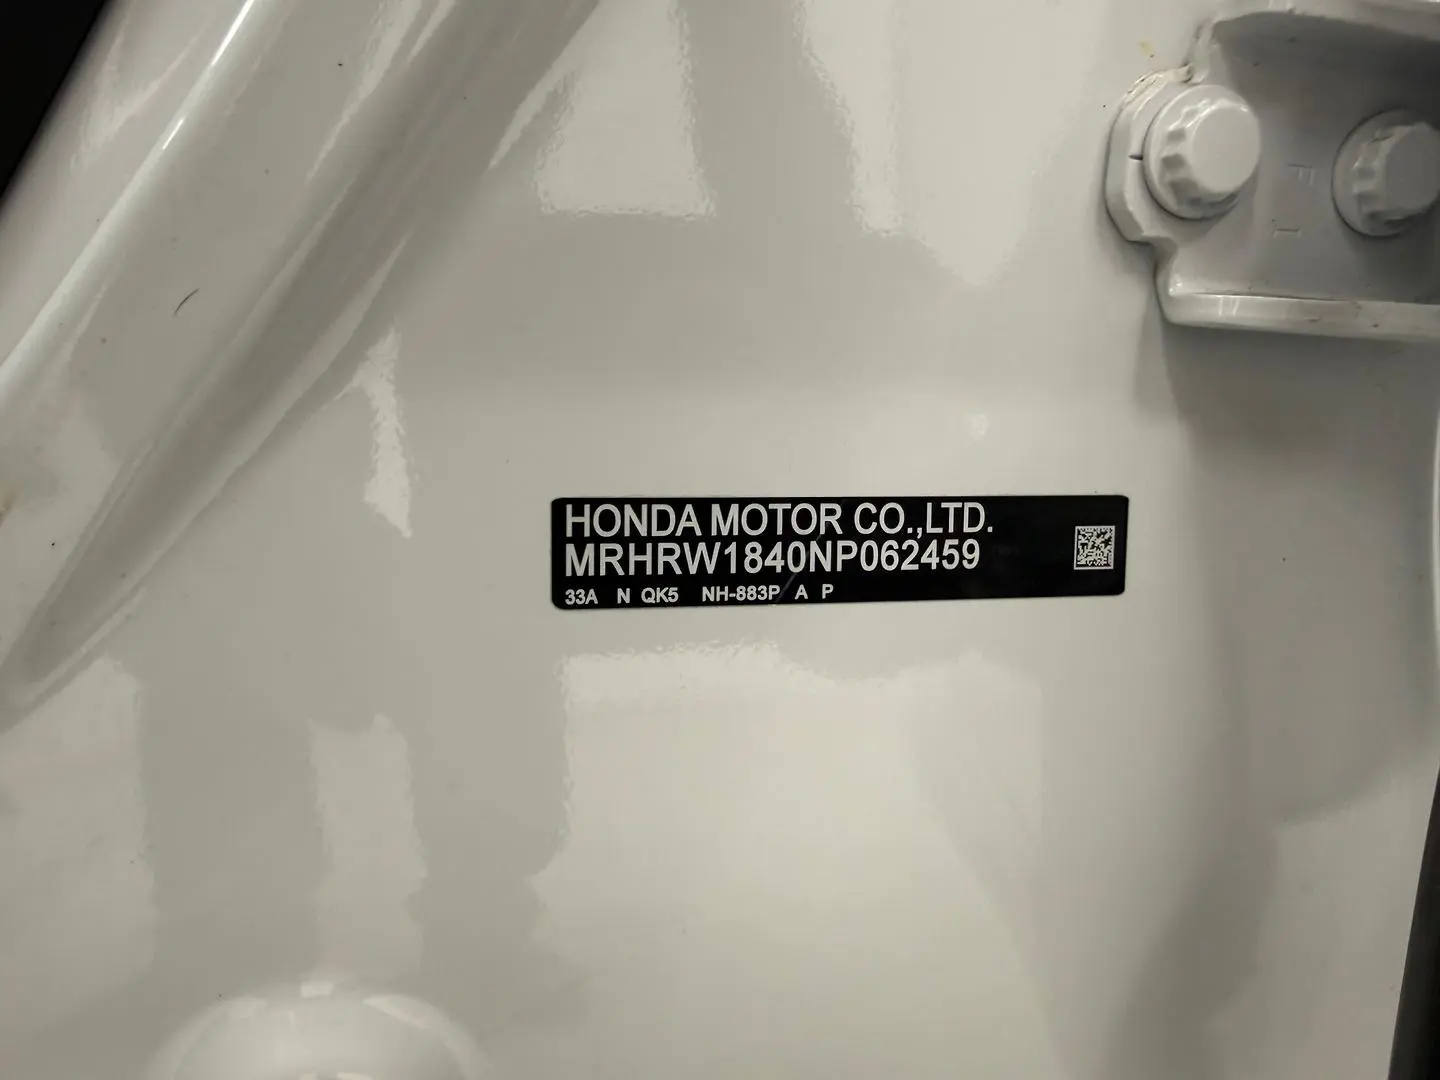 HONDA MOTOR CO.,LTD.
MRHRW1840NP062459
33A N QK5 NH-883P A P